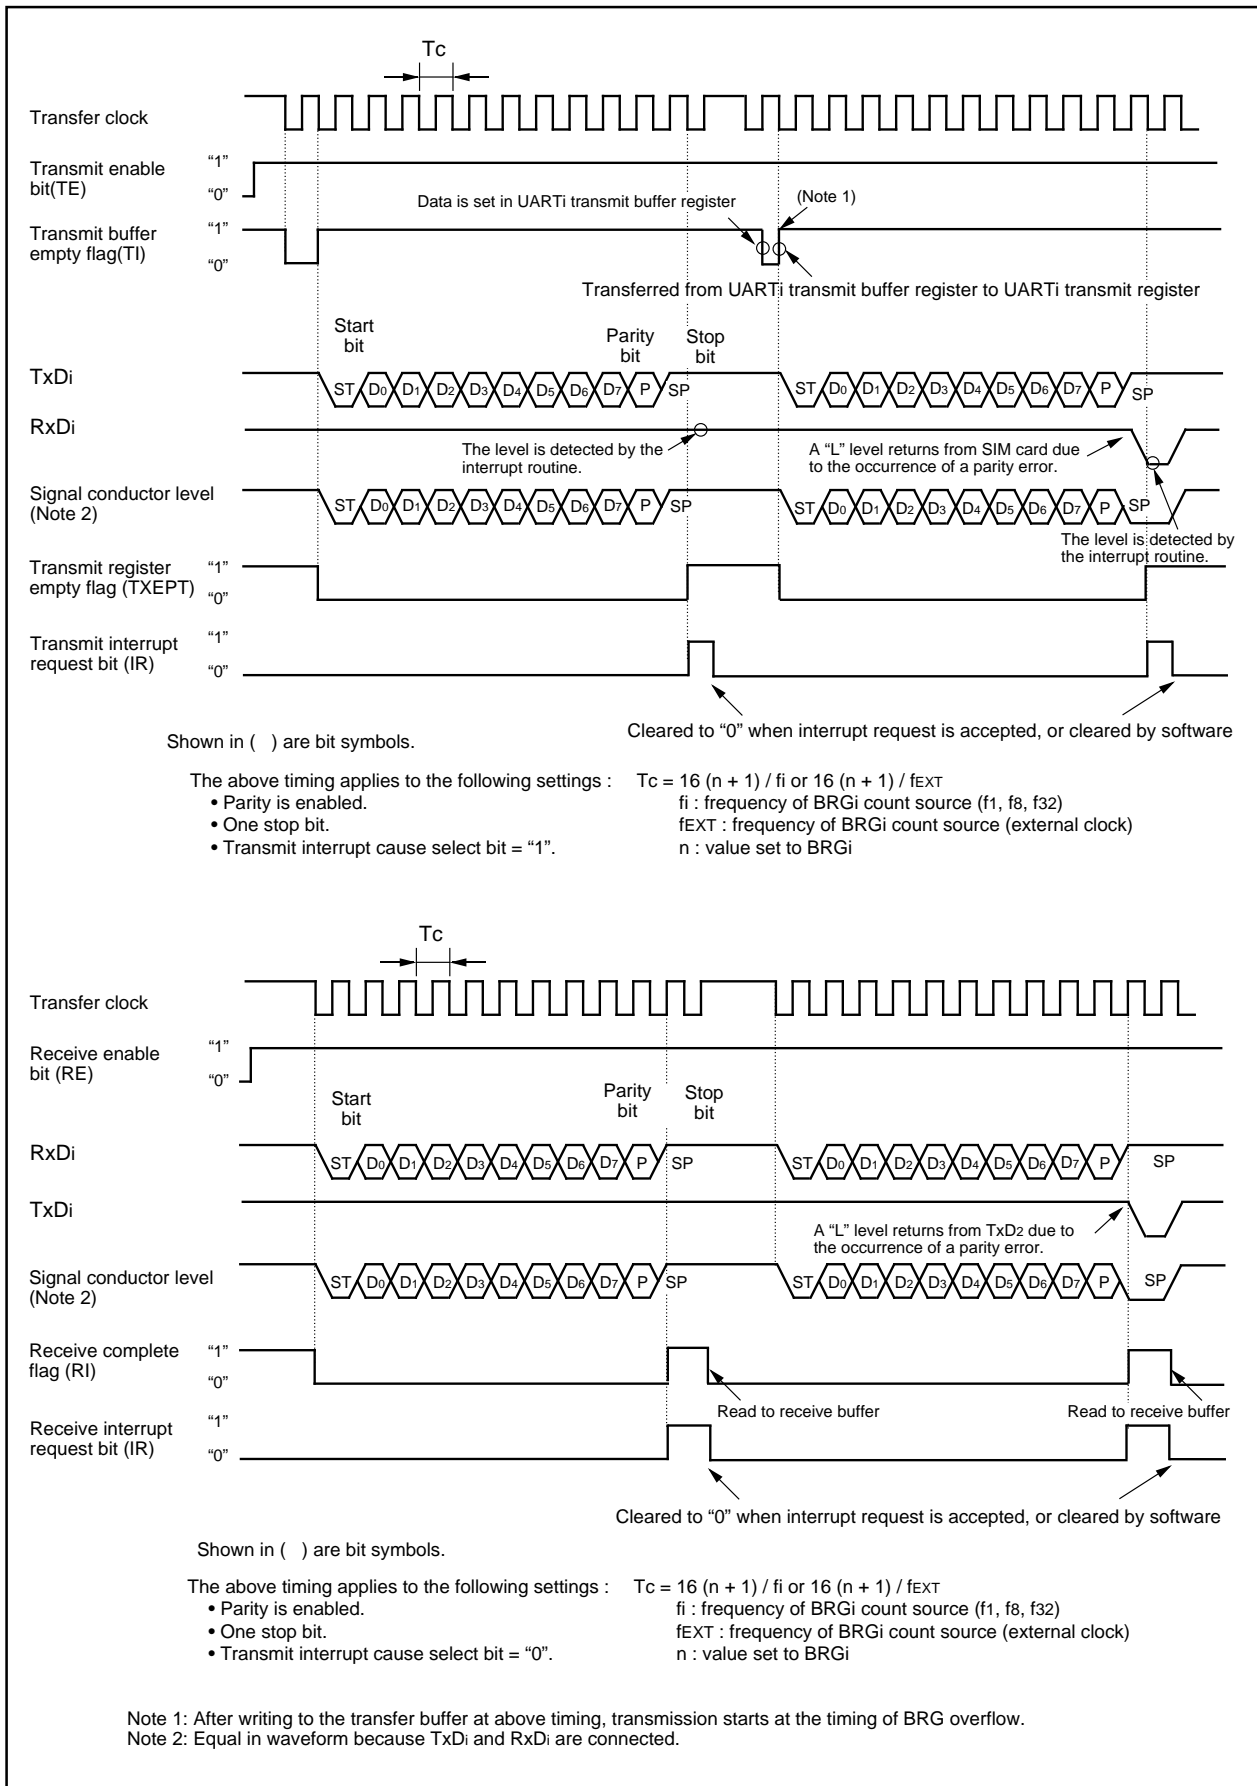 Tc
Transfer clock
Transmit enable
bit(TE)
“1”
“0”
Data is set in UARTi transmit buffer register
(Note 1)
Transmit buffer
empty flag(TI)
“1”
“0”
Transferred from UARTi transmit buffer register to UARTi transmit register
Start
bit
Parity
bit
Stop
bit
TxDi
ST D0 D1 D2 D3 D4 D5 D6 D7 P SP ST D0 D1 D2 D3 D4 D5 D6 D7 P SP
RxDi
The level is detected by the
interrupt routine.
A “L” level returns from SIM card due
to the occurrence of a parity error.
Signal conductor level
(Note 2)
ST D0 D1 D2 D3 D4 D5 D6 D7 P SP ST D0 D1 D2 D3 D4 D5 D6 D7 P SP
The level is detected by
the interrupt routine.
Transmit register
empty flag (TXEPT)
“1”
“0”
Transmit interrupt
request bit (IR)
“1”
“0”
Cleared to “0” when interrupt request is accepted, or cleared by software
Shown in ( ) are bit symbols.
The above timing applies to the following settings :
• Parity is enabled.
• One stop bit.
• Transmit interrupt cause select bit = “1”.
Tc = 16 (n + 1) / fi or 16 (n + 1) / fEXT
fi : frequency of BRGi count source (f1, f8, f32)
fEXT : frequency of BRGi count source (external clock)
n : value set to BRGi
Tc
Transfer clock
Receive enable
bit (RE)
“1”
“0”
Start
bit
Parity
bit
Stop
bit
RxDi
ST D0 D1 D2 D3 D4 D5 D6 D7 P SP ST D0 D1 D2 D3 D4 D5 D6 D7 P SP
TxDi
A “L” level returns from TxD2 due to
the occurrence of a parity error.
Signal conductor level
(Note 2)
ST D0 D1 D2 D3 D4 D5 D6 D7 P SP ST D0 D1 D2 D3 D4 D5 D6 D7 P SP
Receive complete
flag (RI)
“1”
“0”
Read to receive buffer
Read to receive buffer
Receive interrupt
request bit (IR)
“1”
“0”
Cleared to “0” when interrupt request is accepted, or cleared by software
Shown in ( ) are bit symbols.
The above timing applies to the following settings :
• Parity is enabled.
• One stop bit.
• Transmit interrupt cause select bit = “0”.
Tc = 16 (n + 1) / fi or 16 (n + 1) / fEXT
fi : frequency of BRGi count source (f1, f8, f32)
fEXT : frequency of BRGi count source (external clock)
n : value set to BRGi
Note 1: After writing to the transfer buffer at above timing, transmission starts at the timing of BRG overflow.
Note 2: Equal in waveform because TxDi and RxDi are connected.